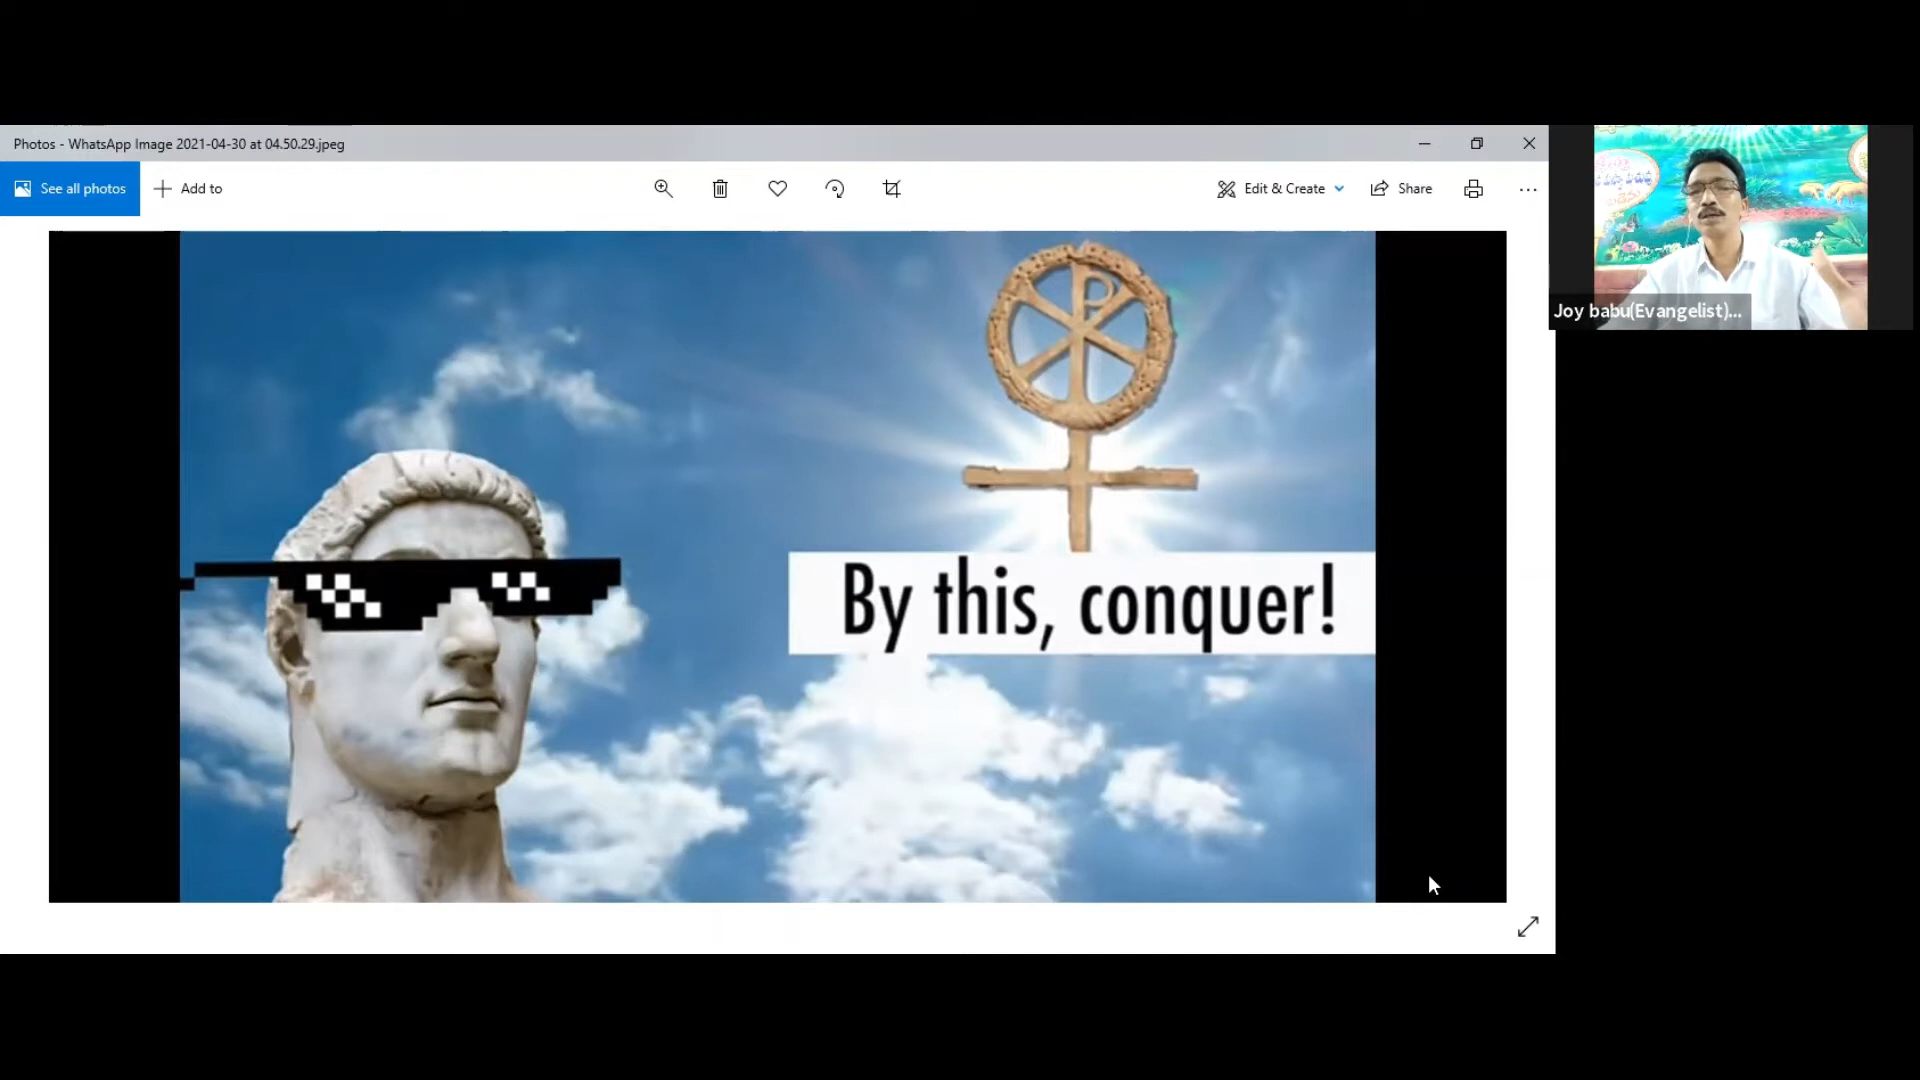 Photos - WhatsApp Image 2021-04-30 at 04.50.29.jpeg
See all photos
Add to
Edit & Create
Share
By this, conquer!
Joy babu(Evangelist)...